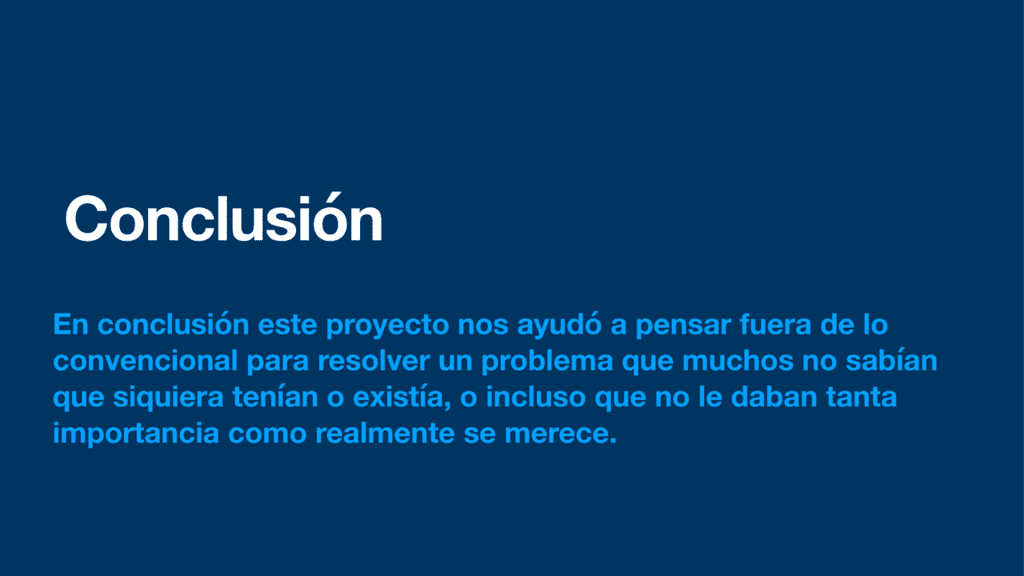 Conclusión
En conclusión este proyecto nos ayudó a pensar fuera de lo
convencional para resolver un problema que muchos no sabían
que siquiera tenían o existía, o incluso que no le daban tanta
importancia como realmente se merece.